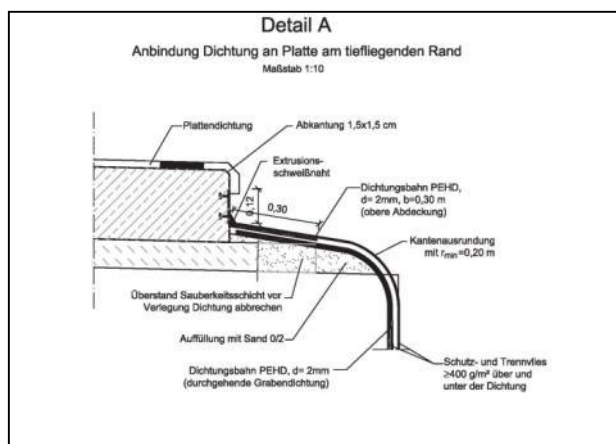 Detail A
Anbindung Dichtung an Platte am tiefliegenden Rand
Maßstab 1:10
Plattendichtung
Abkantung 1,5x1,5 cm
Extrusions-
schweißnaht
0,12
0,30
Dichtungsbahn PEHD,
d= 2mm, b=0,30 m
(obere Abdeckung)
Kantenausrundung
mit rmin=0,20 m
Überstand Sauberkeitsschicht vor
Verlegung Dichtung abbrechen
Auffüllung mit Sand 0/2
Dichtungsbahn PEHD, d= 2mm
(durchgehende Grabendichtung)
Schutz- und Trennvlies
≥400 g/m² über und
unter der Dichtung